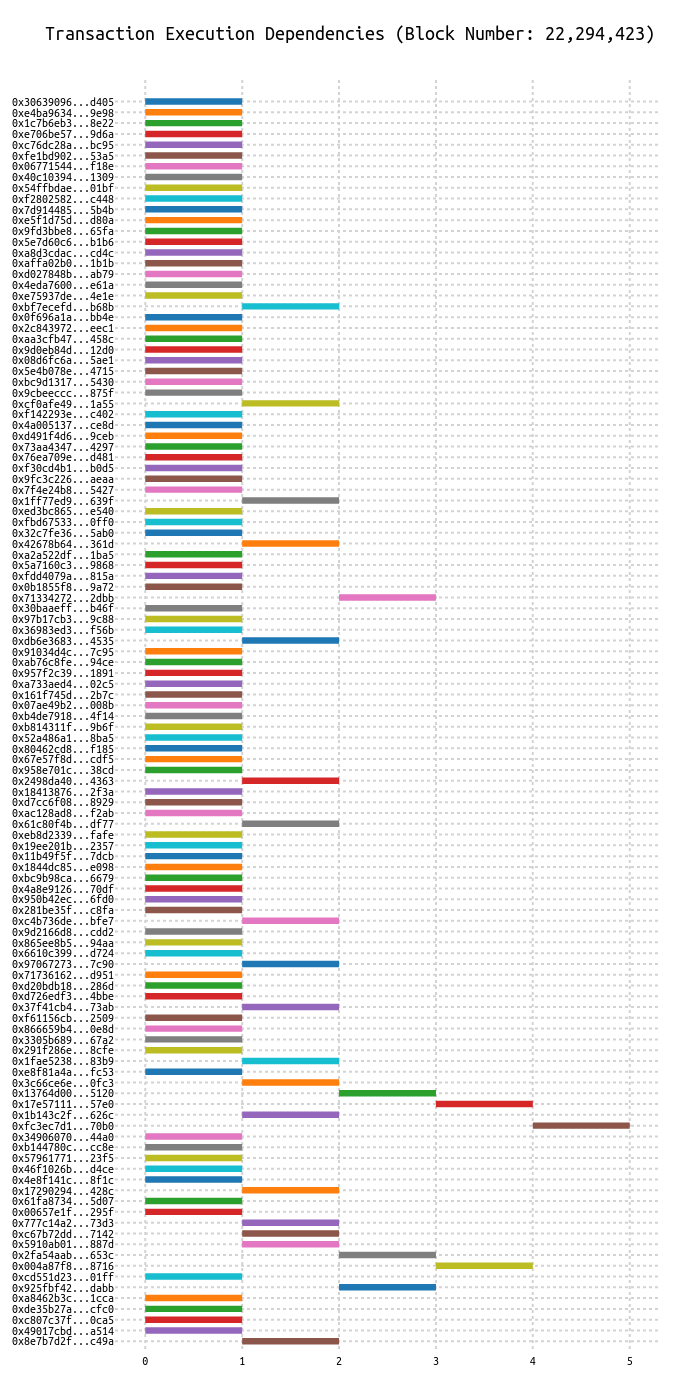 Transaction Execution Dependencies (Block Number: 22,294,423)
0x30639096...d405
0xe4ba9634...9e98
0x1c7b6eb3...8e22
0xe706be57...9d6a
0xc76dc28a...bc95
0xfe1bd902...53a5
0x06771544...f18e
0x40c10394...1309
0x54ffbdae...01bf
0xf2802582...c448
0x7d914485...5b4b
0xe5f1d75d...d80a
0x9fd3bbe8...65fa
0x5e7d60c6...b1b6
0xa8d3cdac...cd4c
0xaffa02b0...1b1b
0xd027848b...ab79
0x4eda7600...e61a
0xe75937de...4e1e
0xbf7ecefd...b68b
0x0f696a1a...bb4e
0x2c843972...eec1
0xaa3cfb47...458c
0x9d0eb84d...12d0
0x08d6fc6a...5ae1
0x5e4b078e...4715
0xbc9d1317...5430
0x9cbeeccc...875f
0xcf0afe49...1a55
0xf142293e...c402
0x4a005137...ce8d
0xd491f4d6...9ceb
0x73aa4347...4297
0x76ea709e...d481
0xf30cd4b1...b0d5
0x9fc3c226...aeaa
0x7f4e24b8...5427
0x1ff77ed9...639f
0xed3bc865...e540
0xfbd67533...0ff0
0x32c7fe36...5ab0
0x42678b64...361d
0xa2a522df...1ba5
0x5a7160c3...9868
0xfdd4079a...815a
0x0b1855f8...9a72
0x71334272...2dbb
0x30baaeff...b46f
0x97b17cb3...9c88
0x36983ed3...f56b
0xdb6e3683...4535
0x91034d4c...7c95
0xab76c8fe...94ce
0x957f2c39...1891
0xa733aed4...02c5
0x161f745d...2b7c
0x07ae49b2...008b
0xb4de7918...4f14
0xb814311f...9b6f
0x52a486a1...8ba5
0x80462cd8...f185
0x67e57f8d...cdf5
0x958e701c...38cd
0x2498da40...4363
0x18413876...2f3a
0xd7cc6f08...8929
0xac128ad8...f2ab
0x61c80f4b...df77
0xeb8d2339...fafe
0x19ee201b...2357
0x11b49f5f...7dcb
0x1844dc85...e098
0xbc9b98ca...6679
0x4a8e9126...70df
0x950b42ec...6fd0
0x281be35f...c8fa
0xc4b736de...bfe7
0x9d2166d8...cdd2
0x865ee8b5...94aa
0x6610c399...d724
0x97067273...7c90
0x71736162...d951
0xd20bdb18...286d
0xd726edf3...4bbe
0x37f41cb4...73ab
0xf61156cb...2509
0x866659b4...0e8d
0x3305b689...67a2
0x291f286e...8cfe
0x1fae5238...83b9
0xe8f81a4a...fc53
0x3c66ce6e...0fc3
0x13764d00...5120
0x17e57111...57e0
0x1b143c2f...626c
0xfc3ec7d1...70b0
0x34906070...44a0
0xb144780c...cc8e
0x57961771...23f5
0x46f1026b...d4ce
0x4e8f141c...8f1c
0x17290294...428c
0x61fa8734...5d07
0x00657e1f...295f
0x777c14a2...73d3
0xc67b72dd...7142
0x5910ab01...887d
0x2fa54aab...653c
0x004a87f8...8716
0xcd551d23...01ff
0x925fbf42...dabb
0xa8462b3c...1cca
0xde35b27a...cfc0
0xc807c37f...0ca5
0x49017cbd...a514
0x8e7b7d2f...c49a
0 1 2 3 4 5